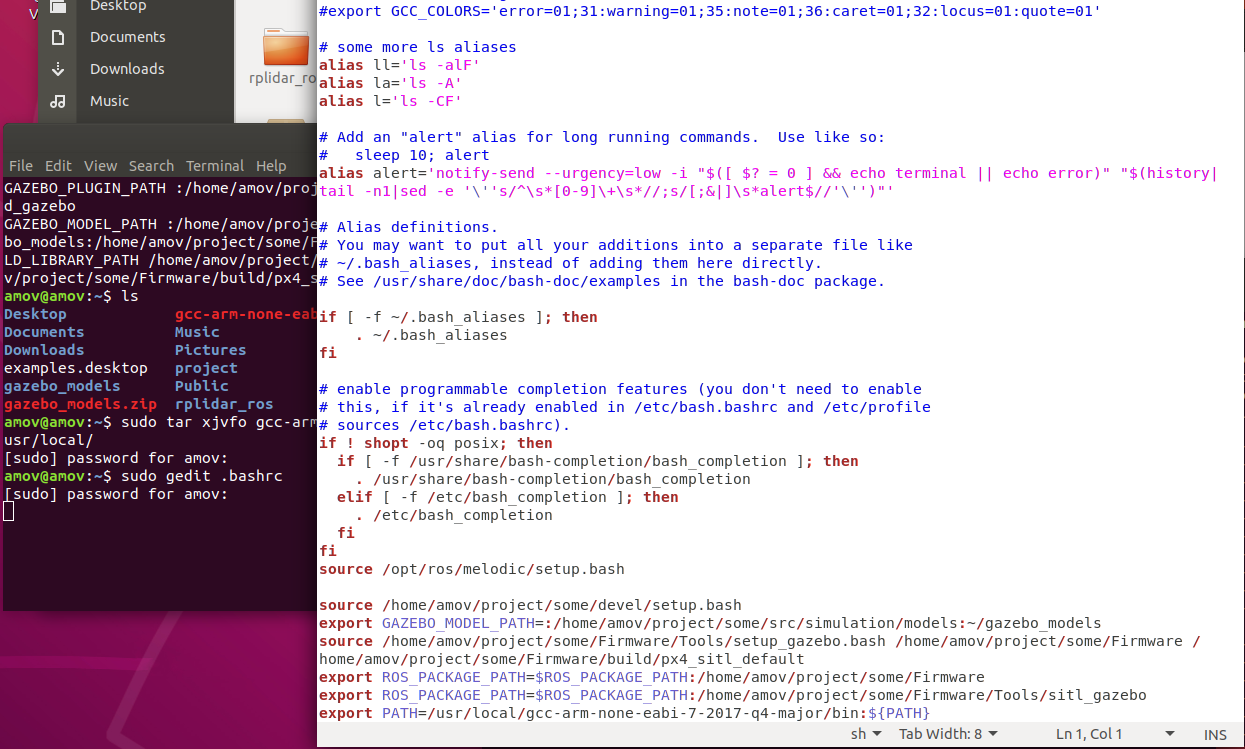 Desktop
Documents
Downloads
Music
rplidar_ro
File Edit View Search Terminal Help
GAZEBO_PLUGIN_PATH :/home/amov/proj
d_gazebo
GAZEBO_MODEL_PATH :/home/amov/proje
bo_models:/home/amov/project/some/F
LD_LIBRARY_PATH /home/amov/project/
v/project/some/Firmware/build/px4_s
amov@amov:~$ ls
Desktop gcc-arm-none-eab
Documents Music
Downloads Pictures
examples.desktop project
gazebo_models Public
gazebo_models.zip rplidar_ros
amov@amov:~$ sudo tar xjvfo gcc-arm
usr/local/
[sudo] password for amov:
amov@amov:~$ sudo gedit .bashrc
[sudo] password for amov:
#export GCC_COLORS='error=01;31:warning=01;35:note=01;36:caret=01;32:locus=01:quote=01'
# some more ls aliases
alias ll='ls -alF'
alias la='ls -A'
alias l='ls -CF'
# Add an "alert" alias for long running commands.  Use like so:
#   sleep 10; alert
alias alert='notify-send --urgency=low -i "$([ $? = 0 ] && echo terminal || echo error)" "$(history|
tail -n1|sed -e '\''s/^\s*[0-9]\+\s*//;s/[;&|]\s*alert$//'\'')"'
# Alias definitions.
# You may want to put all your additions into a separate file like
# ~/.bash_aliases, instead of adding them here directly.
# See /usr/share/doc/bash-doc/examples in the bash-doc package.
if [ -f ~/.bash_aliases ]; then
    . ~/.bash_aliases
fi
# enable programmable completion features (you don't need to enable
# this, if it's already enabled in /etc/bash.bashrc and /etc/profile
# sources /etc/bash.bashrc).
if ! shopt -oq posix; then
  if [ -f /usr/share/bash-completion/bash_completion ]; then
    . /usr/share/bash-completion/bash_completion
  elif [ -f /etc/bash_completion ]; then
    . /etc/bash_completion
  fi
fi
source /opt/ros/melodic/setup.bash
source /home/amov/project/some/devel/setup.bash
export GAZEBO_MODEL_PATH=:/home/amov/project/some/src/simulation/models:~/gazebo_models
source /home/amov/project/some/Firmware/Tools/setup_gazebo.bash /home/amov/project/some/Firmware /
home/amov/project/some/Firmware/build/px4_sitl_default
export ROS_PACKAGE_PATH=$ROS_PACKAGE_PATH:/home/amov/project/some/Firmware
export ROS_PACKAGE_PATH=$ROS_PACKAGE_PATH:/home/amov/project/some/Firmware/Tools/sitl_gazebo
export PATH=/usr/local/gcc-arm-none-eabi-7-2017-q4-major/bin:${PATH}
sh Tab Width: 8 Ln 1, Col 1 INS